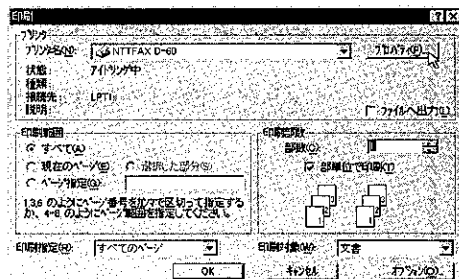 印刷
プリンタ
プリンタ名(N): NTTFAX D-60 プロパティ(P)...
状態: アイドリング中
種類:
接続先: LPT1:
説明: ファイルへ出力(L)
印刷範囲
すべて(A)
現在のページ(E) 選択した部分(S)
ページ指定(G):
1,3,6 のようにページ番号をカンマで区切って指定する
か、4-8 のようにページ範囲を指定してください。
印刷部数
部数(C): 1
部単位で印刷(T)
印刷指定(R): すべてのページ 印刷対象(W): 文書
OK キャンセル オプション(O)...